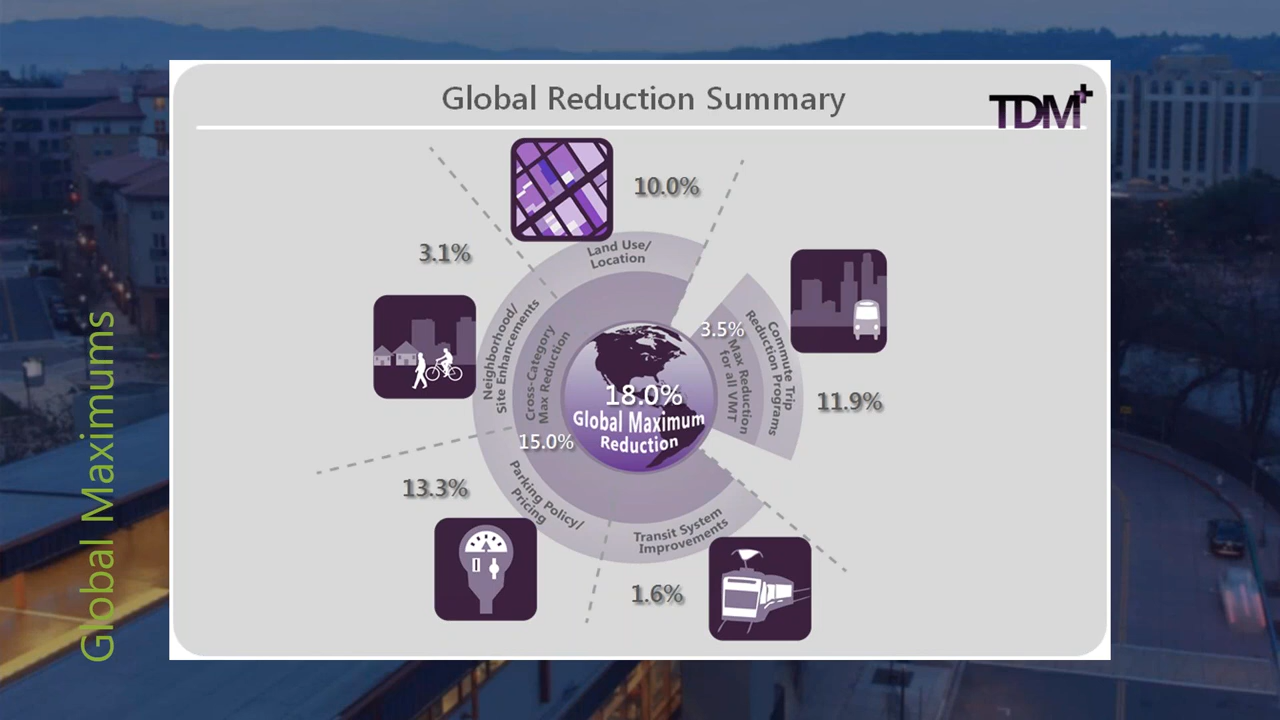 Global Maximums
Global Reduction Summary
TDM+
10.0%
Land Use/
Location
3.1%
Neighborhood/
Site Enhancements
Cross-Category
Max Reduction
15.0%
3.5%
Max Reduction
for all VMT
Commute Trip
Reduction Programs
11.9%
18.0%
Global Maximum
Reduction
13.3%
Parking Policy/
Pricing
Transit System
Improvements
1.6%